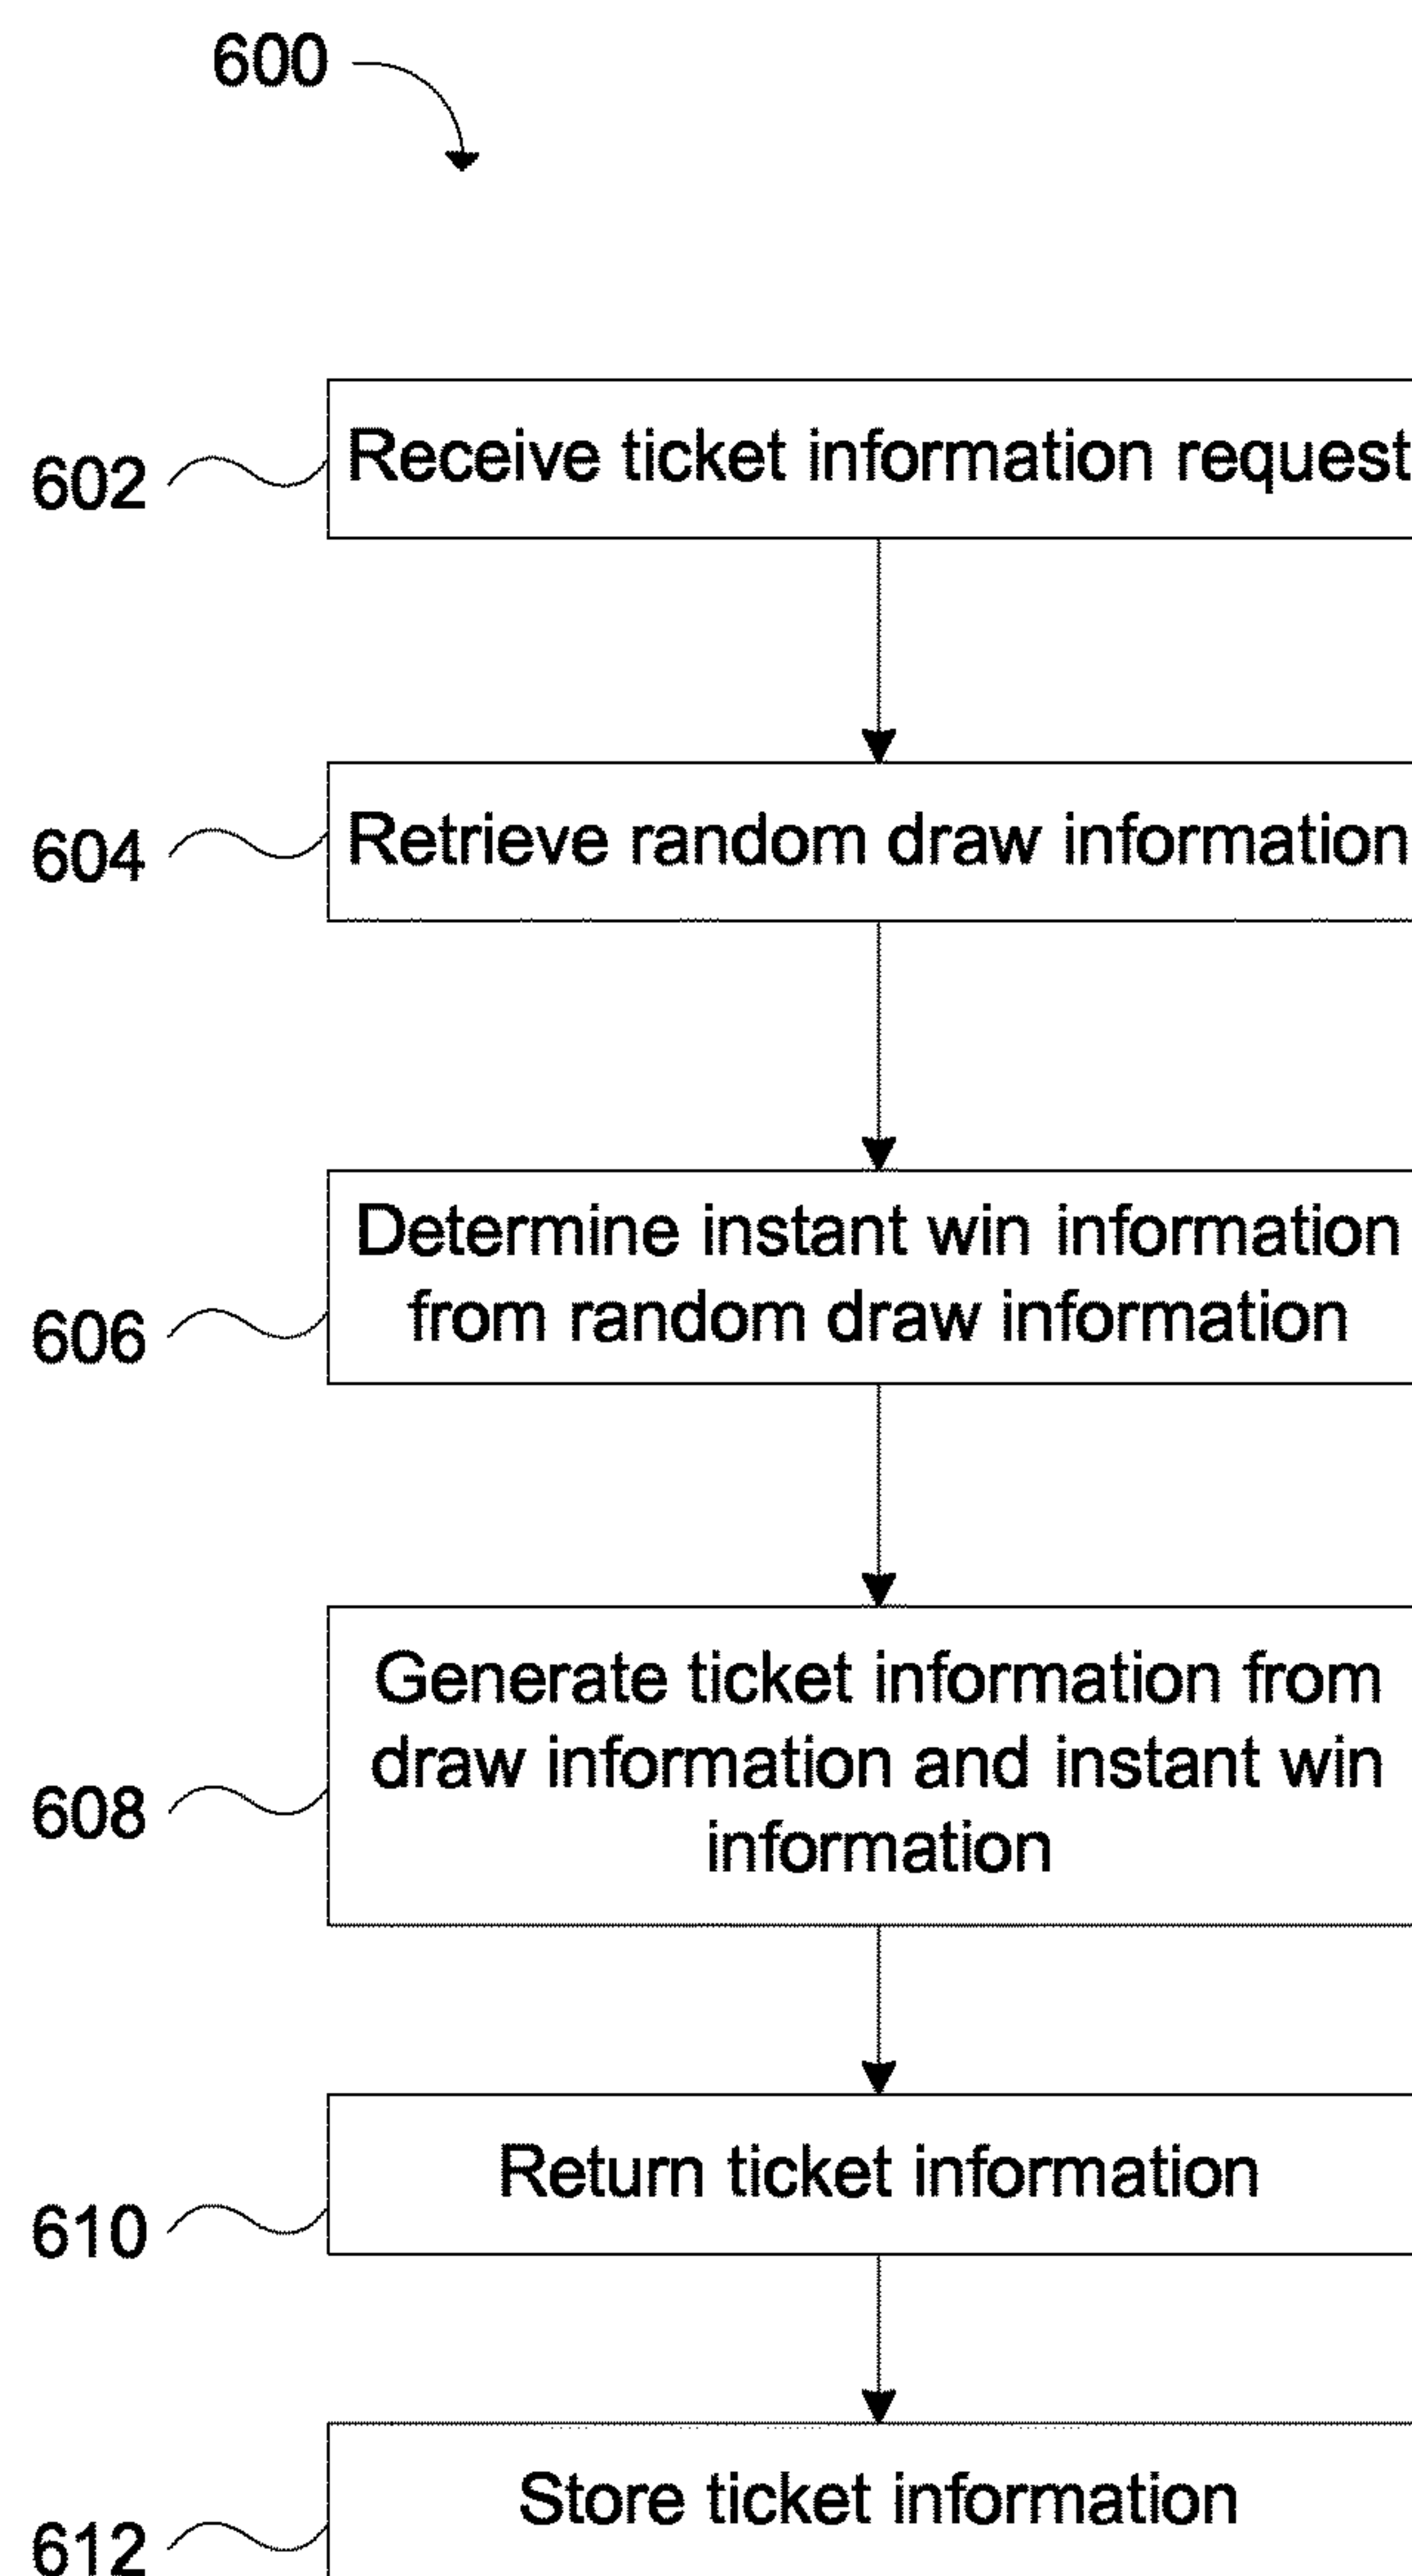 600
602
Receive ticket information request
604
Retrieve random draw information
606
Determine instant win information
from random draw information
608
Generate ticket information from
draw information and instant win
information
610
Return ticket information
612
Store ticket information